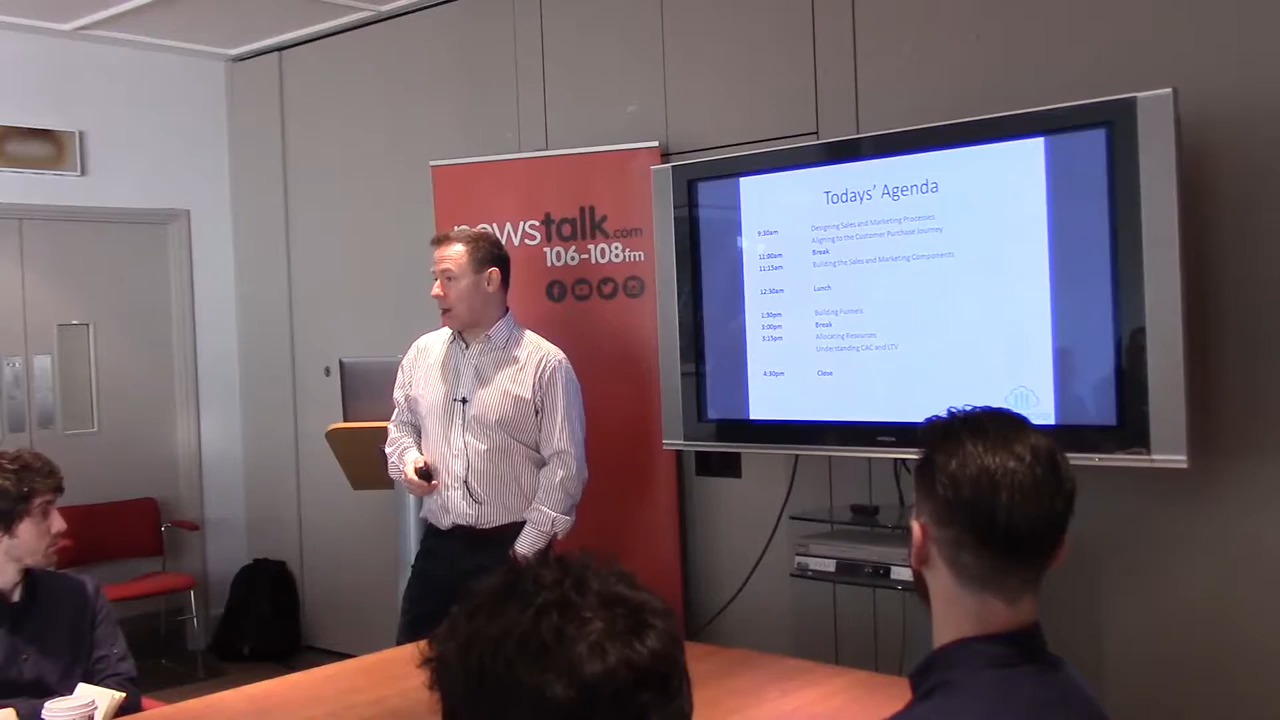 newstalk.com
106-108fm
Todays' Agenda
9:30am Designing Sales and Marketing Processes
Aligning to the Customer Purchase Journey
11:00am Break
11:15am Building the Sales and Marketing Components
12:30am Lunch
1:30pm Building Funnels
3:00pm Break
3:15pm Allocating Resources
Understanding CAC and LTV
4:30pm Close